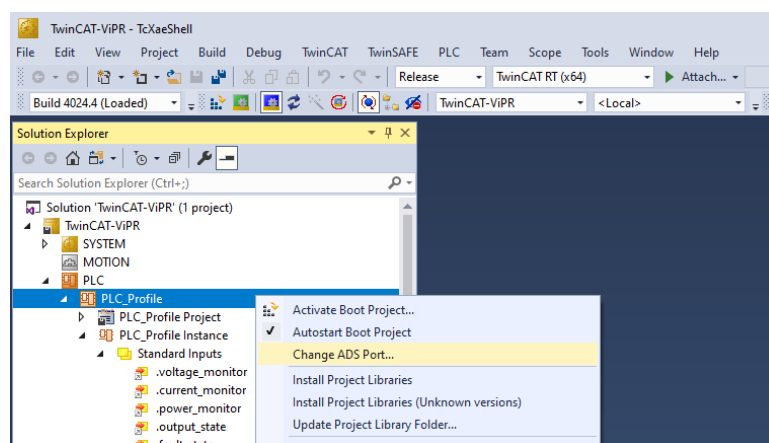 TwinCAT-ViPR - TcXaeShell
File Edit View Project Build Debug TwinCAT TwinSAFE PLC Team Scope Tools Window Help
Release TwinCAT RT (x64) Attach...
Build 4024.4 (Loaded) TwinCAT-ViPR <Local>
Solution Explorer
Search Solution Explorer (Ctrl+;)
Solution 'TwinCAT-ViPR' (1 project)
TwinCAT-ViPR
SYSTEM
MOTION
PLC
PLC_Profile
PLC_Profile Project
PLC_Profile Instance
Standard Inputs
.voltage_monitor
.current_monitor
.power_monitor
.output_state
Activate Boot Project...
Autostart Boot Project
Change ADS Port...
Install Project Libraries
Install Project Libraries (Unknown versions)
Update Project Library Folder...